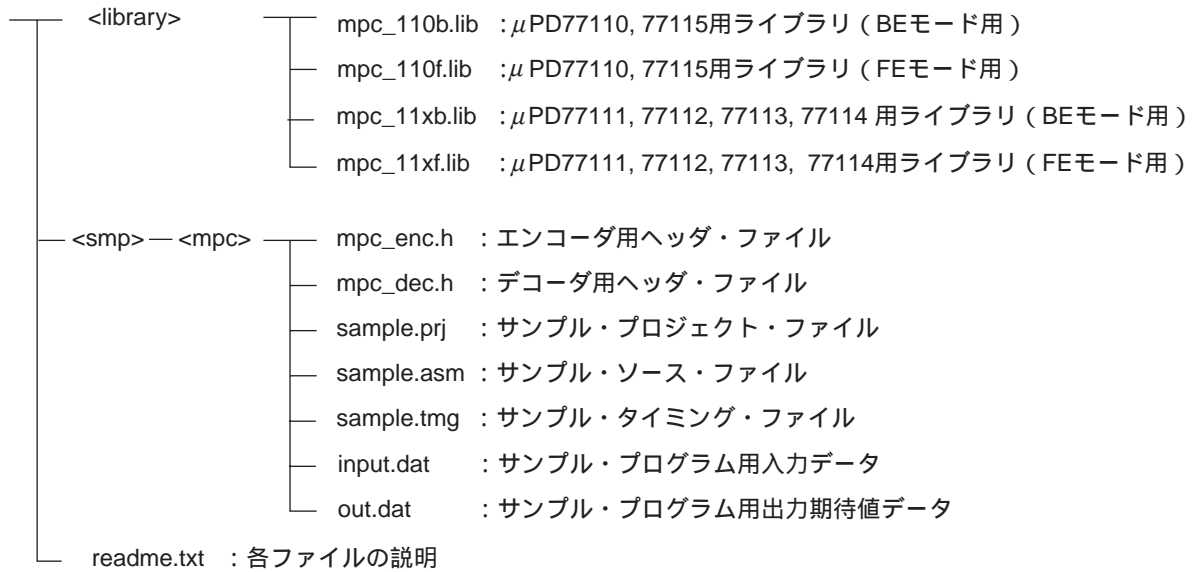 <library> mpc_110b.lib :μPD77110, 77115用ライブラリ(BEモード用)
mpc_110f.lib :μPD77110, 77115用ライブラリ(FEモード用)
mpc_11xb.lib :μPD77111, 77112, 77113, 77114 用ライブラリ(BEモード用)
mpc_11xf.lib :μPD77111, 77112, 77113, 77114用ライブラリ(FEモード用)
<smp> <mpc> mpc_enc.h :エンコーダ用ヘッダ・ファイル
mpc_dec.h :デコーダ用ヘッダ・ファイル
sample.prj :サンプル・プロジェクト・ファイル
sample.asm :サンプル・ソース・ファイル
sample.tmg :サンプル・タイミング・ファイル
input.dat :サンプル・プログラム用入力データ
out.dat :サンプル・プログラム用出力期待値データ
readme.txt :各ファイルの説明